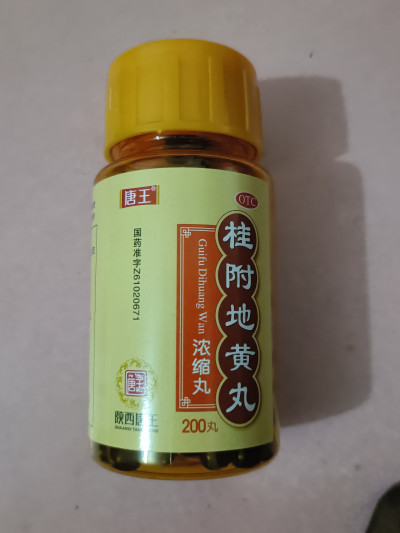 唐王®
OTC
国药准字Z61020671
桂附地黄丸
Guifu Dihuang Wan
浓缩丸
200丸
陕西唐王